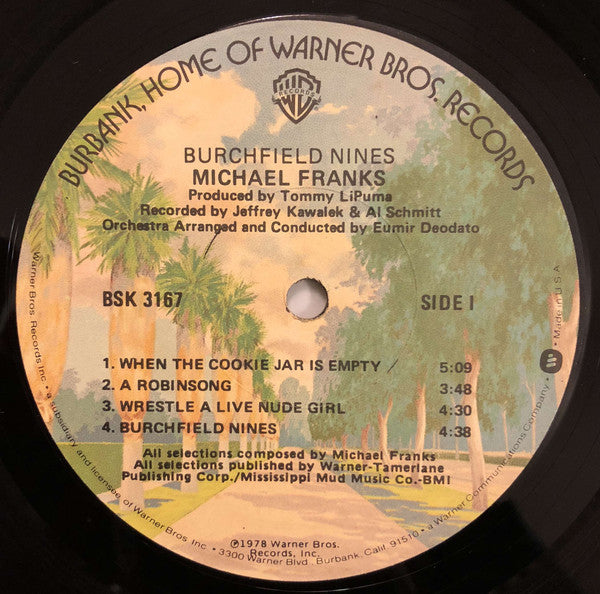 BURBANK, HOME OF WARNER BROS. RECORDS
RECORDS
BURCHFIELD NINES
MICHAEL FRANKS
Produced by Tommy LiPuma
Recorded by Jeffrey Kawalek & Al Schmitt
Orchestra Arranged and Conducted by Eumir Deodato
BSK 3167
SIDE I
1. WHEN THE COOKIE JAR IS EMPTY 5:09
2. A ROBINSONG 3:48
3. WRESTLE A LIVE NUDE GIRL 4:30
4. BURCHFIELD NINES 4:38
All selections composed by Michael Franks
All selections published by Warner-Tamerlane
Publishing Corp./Mississippi Mud Music Co.-BMI
℗1978 Warner Bros.
Records, Inc.
Warner Bros. Records Inc. • a subsidiary and licensee of Warner Bros. Inc. • 3300 Warner Blvd., Burbank, Calif. 91510 • a Warner Communications Company • • Made in U.S.A.